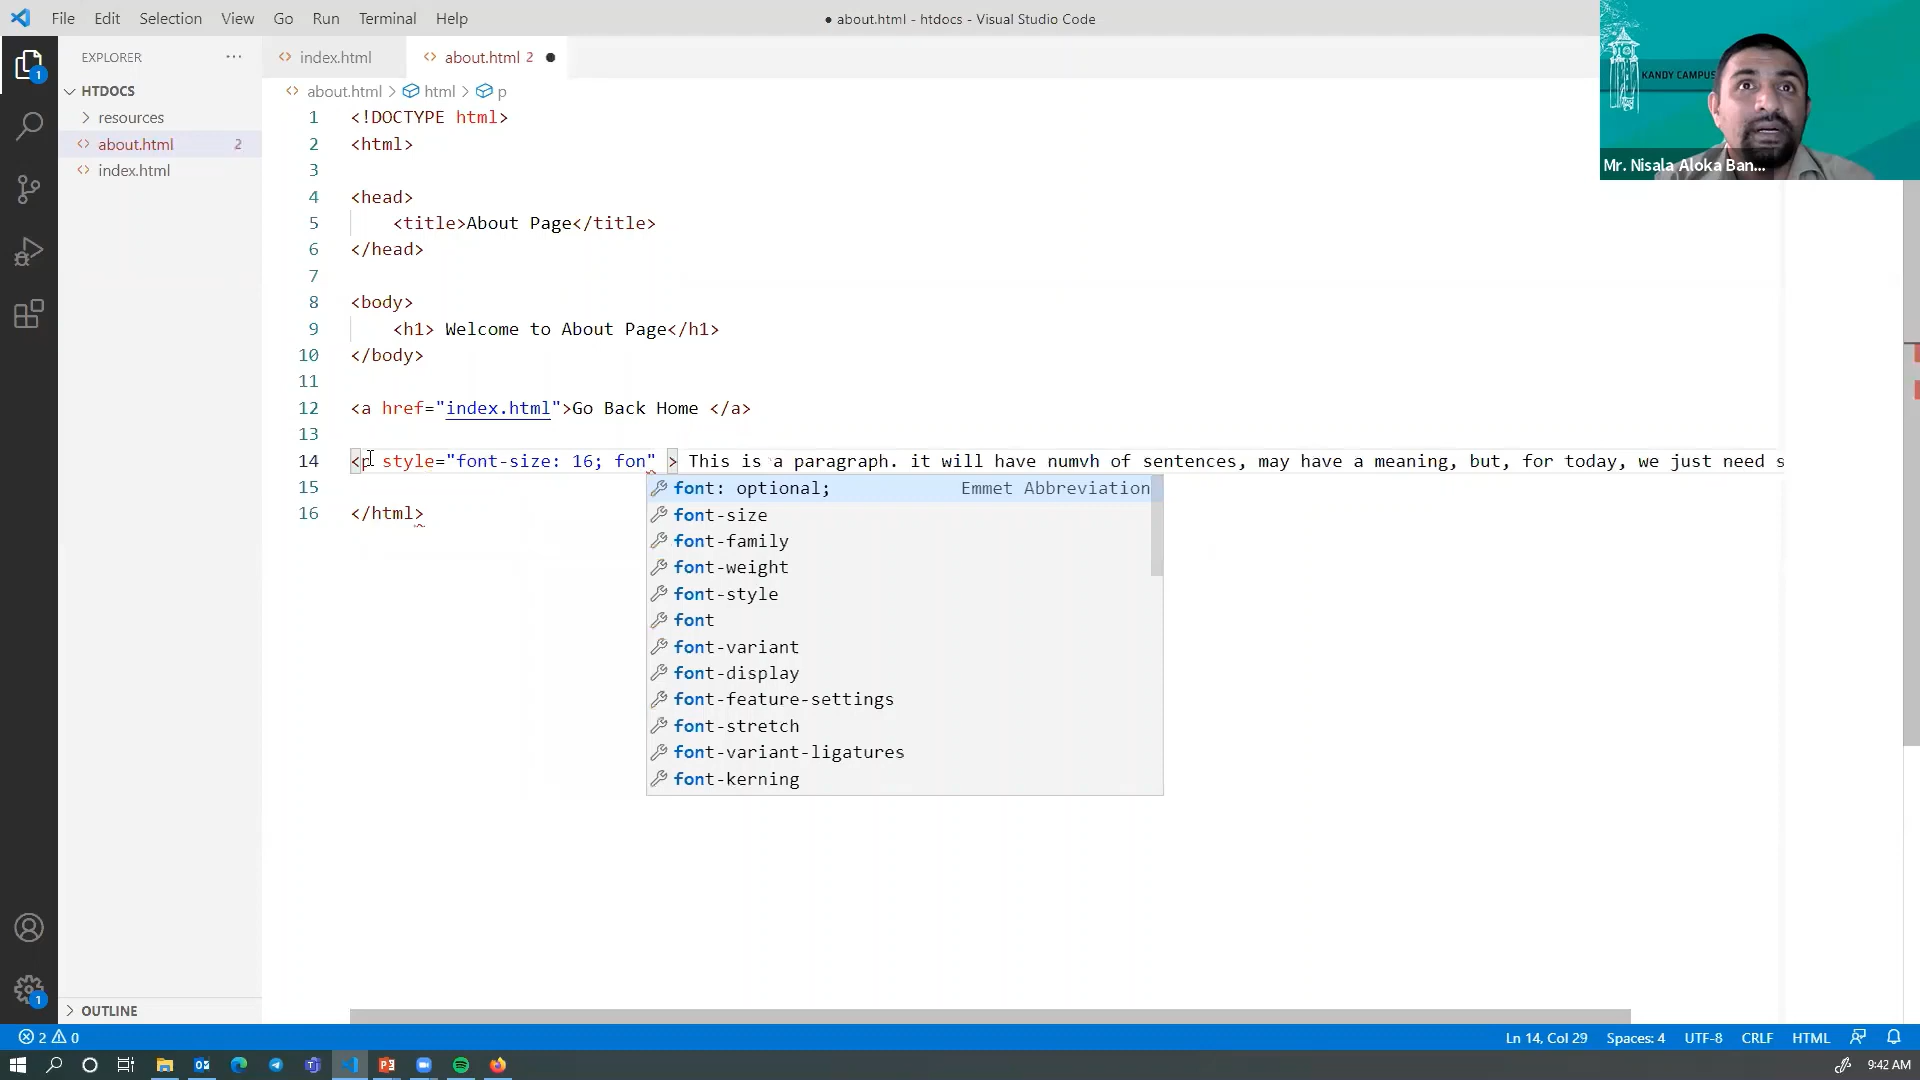 File Edit Selection View Go Run Terminal Help
● about.html - htdocs - Visual Studio Code
KANDY CAMPUS
Mr. Nisala Aloka Ban...
EXPLORER ...
index.html
about.html 2 ●
HTDOCS
resources
about.html 2
index.html
about.html > html > p
1 <!DOCTYPE html>
2 <html>
3
4 <head>
5 <title>About Page</title>
6 </head>
7
8 <body>
9 <h1> Welcome to About Page</h1>
10 </body>
11
12 <a href="index.html">Go Back Home </a>
13
14 <p style="font-size: 16; fon" > This is a paragraph. it will have numvh of sentences, may have a meaning, but, for today, we just need s
15
16 </html>
font: optional; Emmet Abbreviation
font-size
font-family
font-weight
font-style
font
font-variant
font-display
font-feature-settings
font-stretch
font-variant-ligatures
font-kerning
1
1
OUTLINE
2 0
Ln 14, Col 29 Spaces: 4 UTF-8 CRLF HTML
9:42 AM